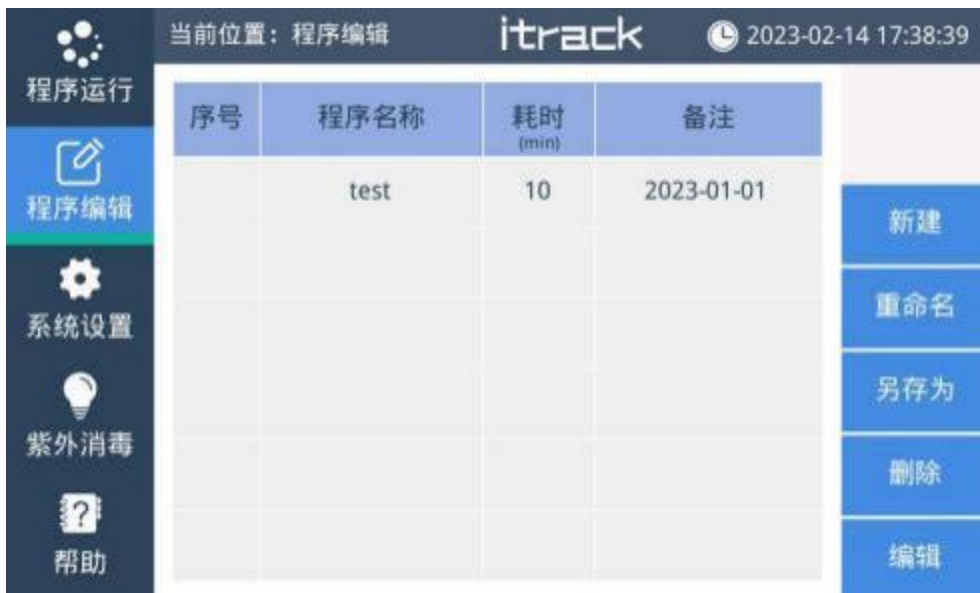 当前位置：程序编辑 itrack 2023-02-14 17:38:39
程序运行
程序编辑
系统设置
紫外消毒
帮助
序号 程序名称 耗时 备注
(min)
test 10 2023-01-01
新建
重命名
另存为
删除
编辑